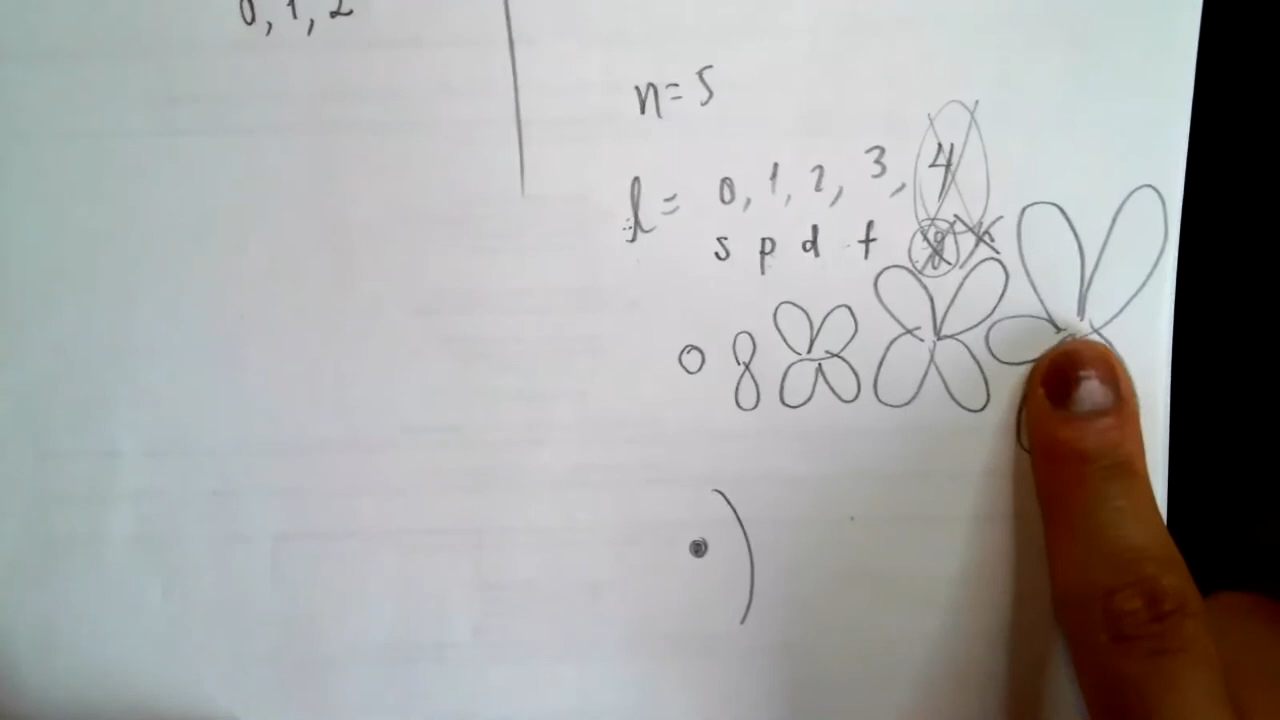 0, 1, 2
n=5
l= 0, 1, 2, 3, 4
s p d f